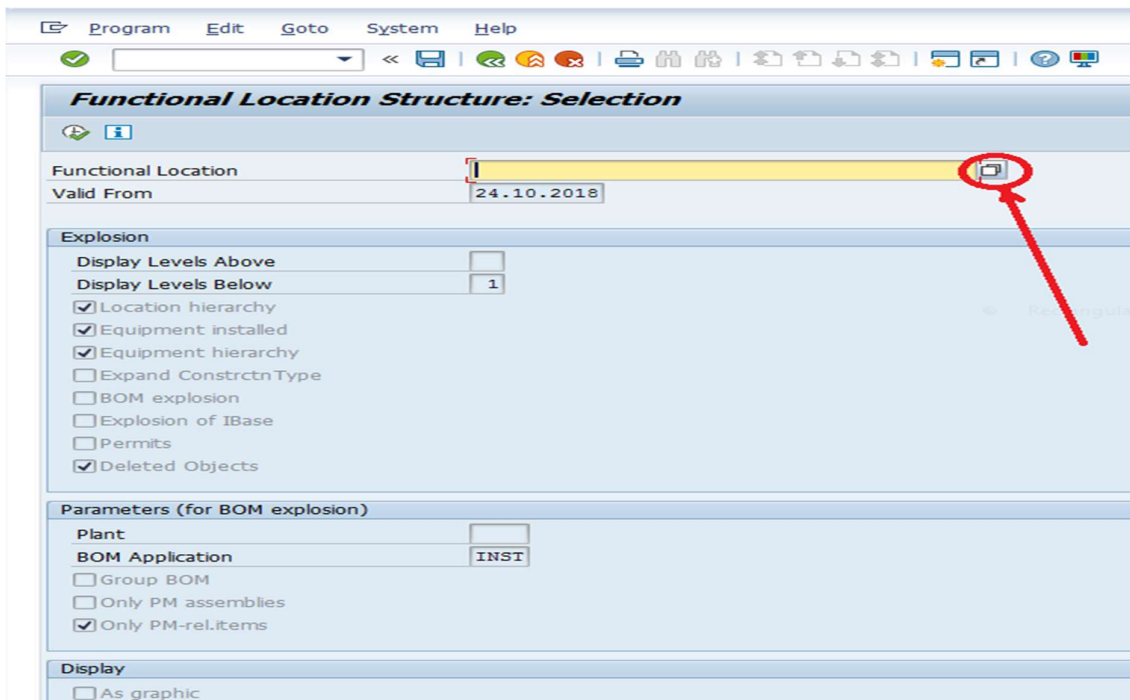 Program Edit Goto System Help
Functional Location Structure: Selection
Functional Location
Valid From 24.10.2018
Explosion
Display Levels Above
Display Levels Below 1
Location hierarchy
Equipment installed
Equipment hierarchy
Expand ConstrctnType
BOM explosion
Explosion of IBase
Permits
Deleted Objects
Parameters (for BOM explosion)
Plant
BOM Application INST
Group BOM
Only PM assemblies
Only PM-rel.items
Display
As graphic